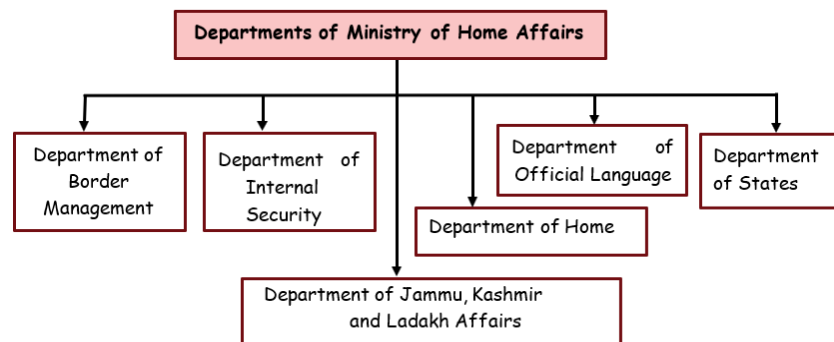 Departments of Ministry of Home Affairs
Department of
Border
Management
Department of
Internal
Security
Department of
Official Language
Department
of States
Department of Home
Department of Jammu, Kashmir
and Ladakh Affairs